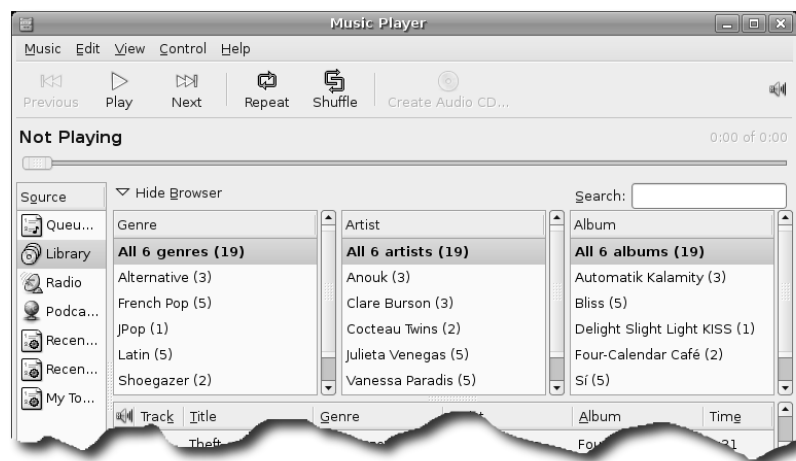 Music Player
Music Edit View Control Help
Previous Play Next Repeat Shuffle Create Audio CD...
Not Playing 0:00 of 0:00
Source Hide Browser Search:
Queu... Genre Artist Album
Library All 6 genres (19) All 6 artists (19) All 6 albums (19)
Radio Alternative (3) Anouk (3) Automatik Kalamity (3)
Podca... French Pop (5) Clare Burson (3) Bliss (5)
Recen... JPop (1) Cocteau Twins (2) Delight Slight Light KISS (1)
Recen... Latin (5) Julieta Venegas (5) Four-Calendar Café (2)
My To... Shoegazer (2) Vanessa Paradis (5) Sí (5)
Track Title Genre Album Time
Theft